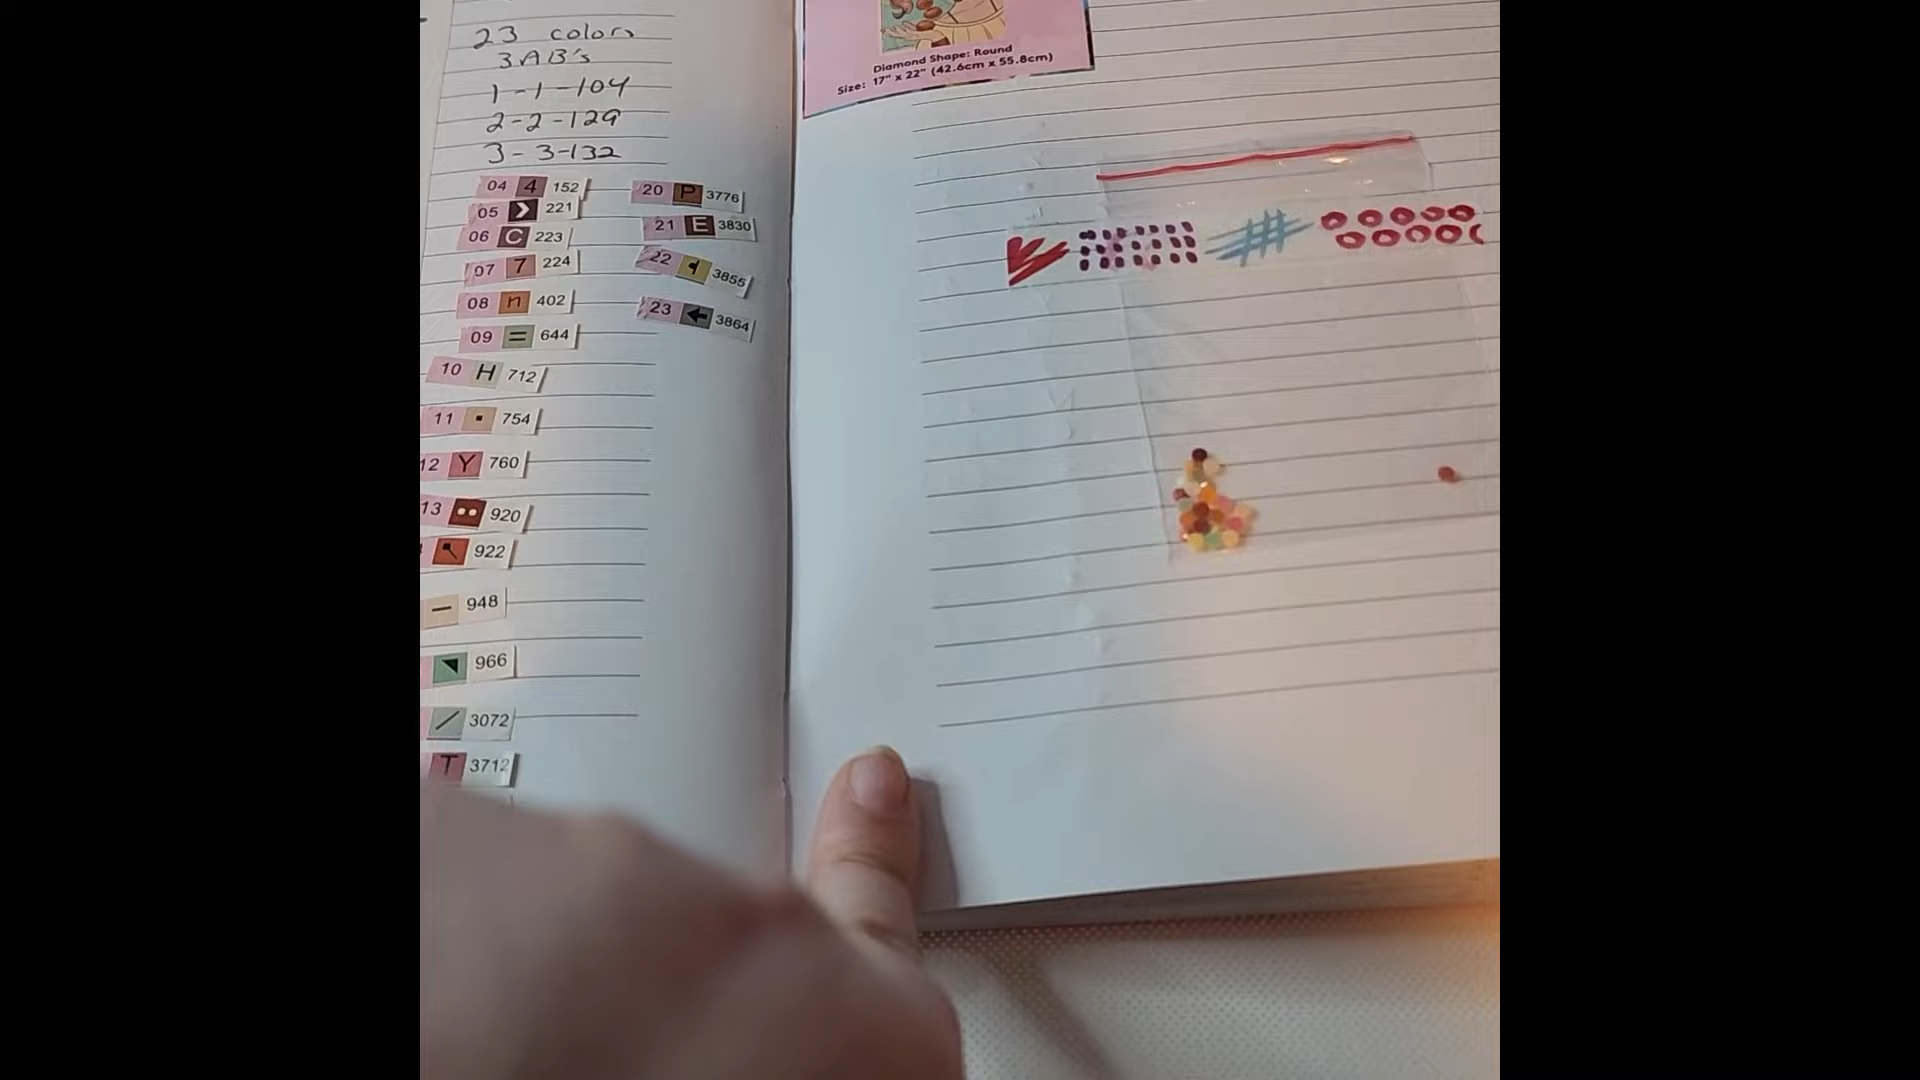 23 colors
3 AB's
1-1-104
2-2-129
3-3-132
04 4 152
05 221
06 C 223
07 7 224
08 n 402
09 = 644
10 H 712
11 ▪ 754
12 Y 760
13 •• 920
922
— 948
◥ 966
/ 3072
T 3712
20 P 3776
21 E 3830
22 3855
23 ← 3864
Diamond Shape: Round
Size: 17" x 22" (42.6cm x 55.8cm)